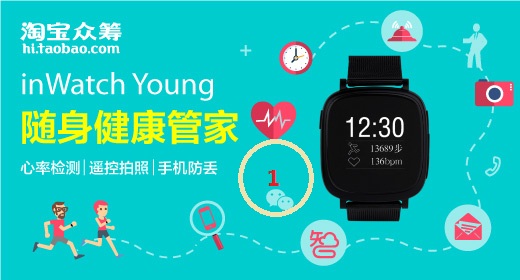 淘宝众筹
hi.taobao.com
inWatch Young
随身健康管家
心率检测|遥控拍照|手机防丢
1
12:30
13689步
136bpm
智